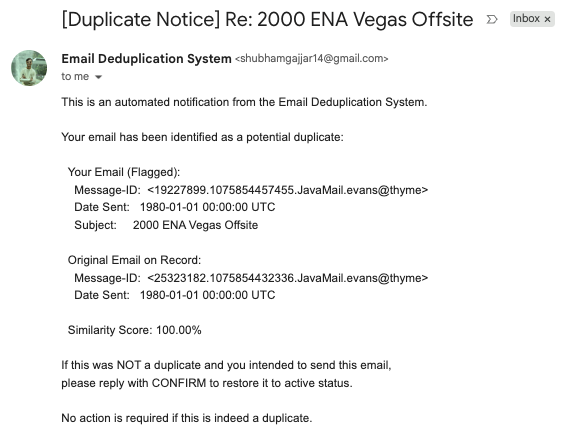 [Duplicate Notice] Re: 2000 ENA Vegas Offsite Inbox ×
Email Deduplication System <shubhamgajjar14@gmail.com>
to me
This is an automated notification from the Email Deduplication System.
Your email has been identified as a potential duplicate:
Your Email (Flagged):
Message-ID: <19227899.1075854457455.JavaMail.evans@thyme>
Date Sent: 1980-01-01 00:00:00 UTC
Subject: 2000 ENA Vegas Offsite
Original Email on Record:
Message-ID: <25323182.1075854432336.JavaMail.evans@thyme>
Date Sent: 1980-01-01 00:00:00 UTC
Similarity Score: 100.00%
If this was NOT a duplicate and you intended to send this email,
please reply with CONFIRM to restore it to active status.
No action is required if this is indeed a duplicate.